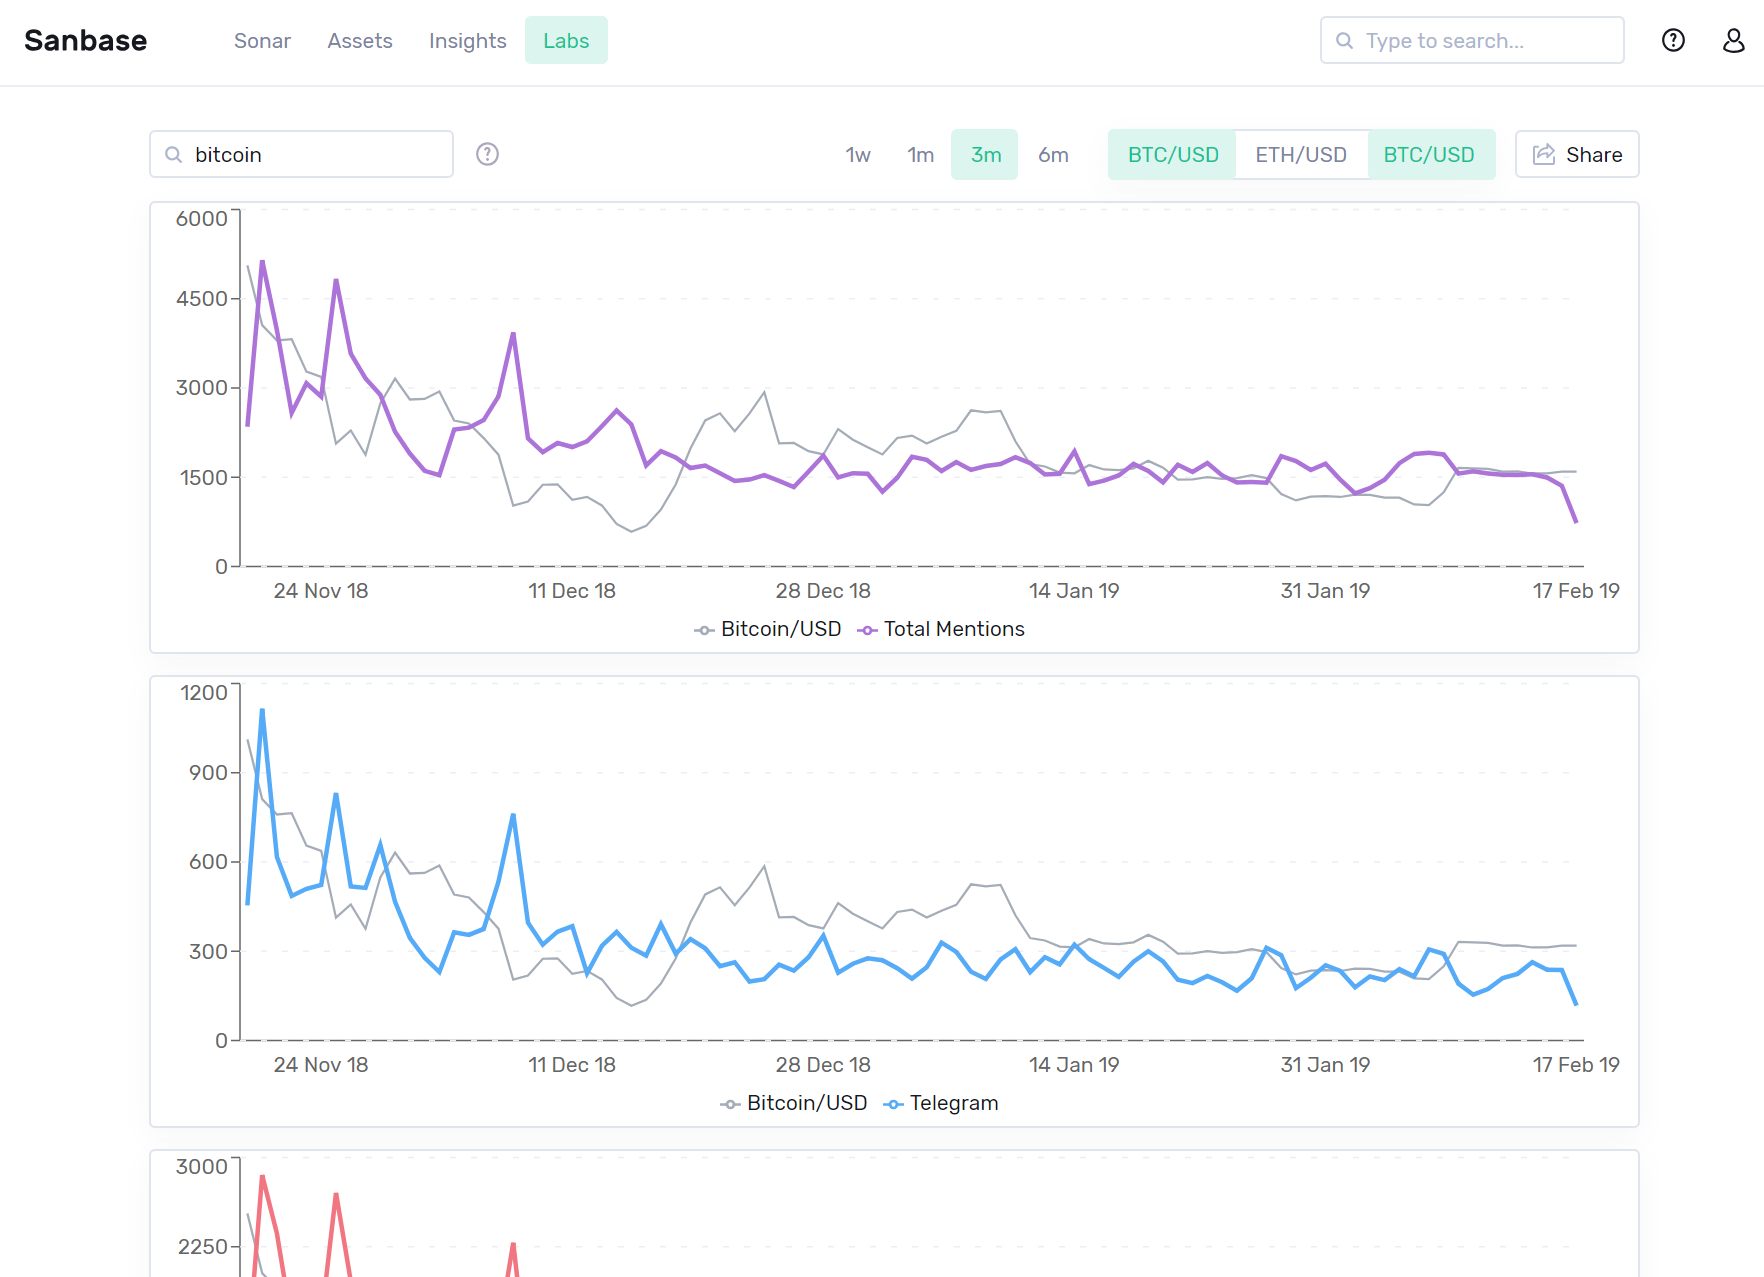 Sanbase Sonar Assets Insights Labs Type to search...
bitcoin 1w 1m 3m 6m BTC/USD ETH/USD BTC/USD Share
6000
4500
3000
1500
0
24 Nov 18 11 Dec 18 28 Dec 18 14 Jan 19 31 Jan 19 17 Feb 19
Bitcoin/USD Total Mentions
1200
900
600
300
0
24 Nov 18 11 Dec 18 28 Dec 18 14 Jan 19 31 Jan 19 17 Feb 19
Bitcoin/USD Telegram
3000
2250